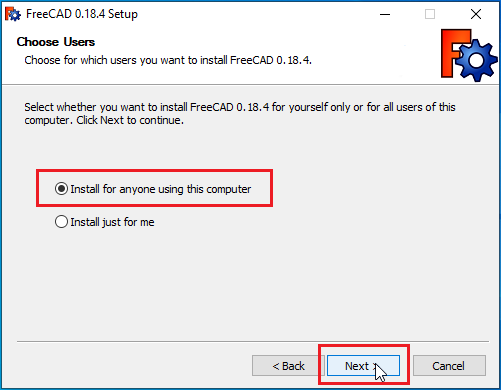 FreeCAD 0.18.4 Setup
Choose Users
Choose for which users you want to install FreeCAD 0.18.4.
Select whether you want to install FreeCAD 0.18.4 for yourself only or for all users of this
computer. Click Next to continue.
Install for anyone using this computer
Install just for me
< Back
Next >
Cancel